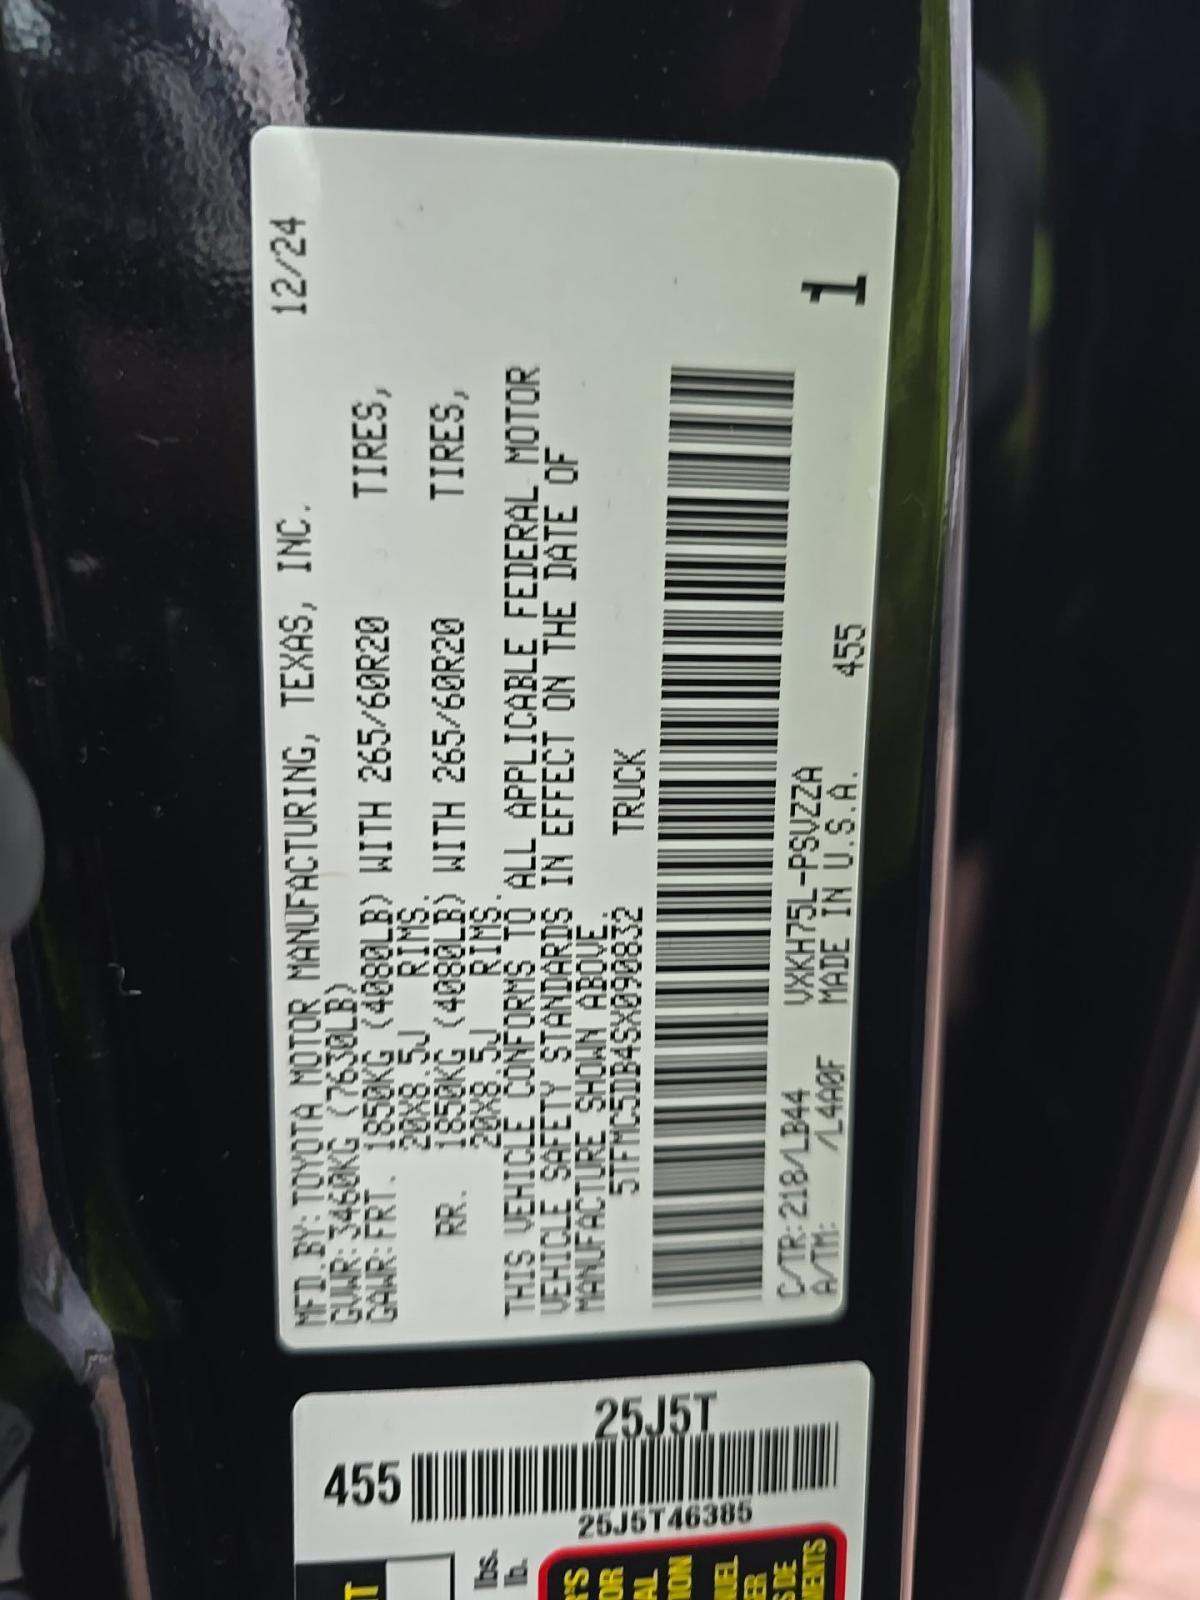 MFD.BY:TOYOTA MOTOR MANUFACTURING, TEXAS, INC. 12/24
GVWR:3460KG (7630LB)
GAWR:FRT. 1850KG (4080LB) WITH 265/60R20 TIRES,
20X8.5J RIMS.
RR. 1850KG (4080LB) WITH 265/60R20 TIRES,
20X8.5J RIMS.
THIS VEHICLE CONFORMS TO ALL APPLICABLE FEDERAL MOTOR
VEHICLE SAFETY STANDARDS IN EFFECT ON THE DATE OF
MANUFACTURE SHOWN ABOVE.
5TFMC5DB4SX090832 TRUCK
C/TR:218/LB44 VXKH75L-PSVZZA
A/TM: /L4A0F MADE IN U.S.A. 455
1
455
25J5T
25J5T46385
lbs.
lb.